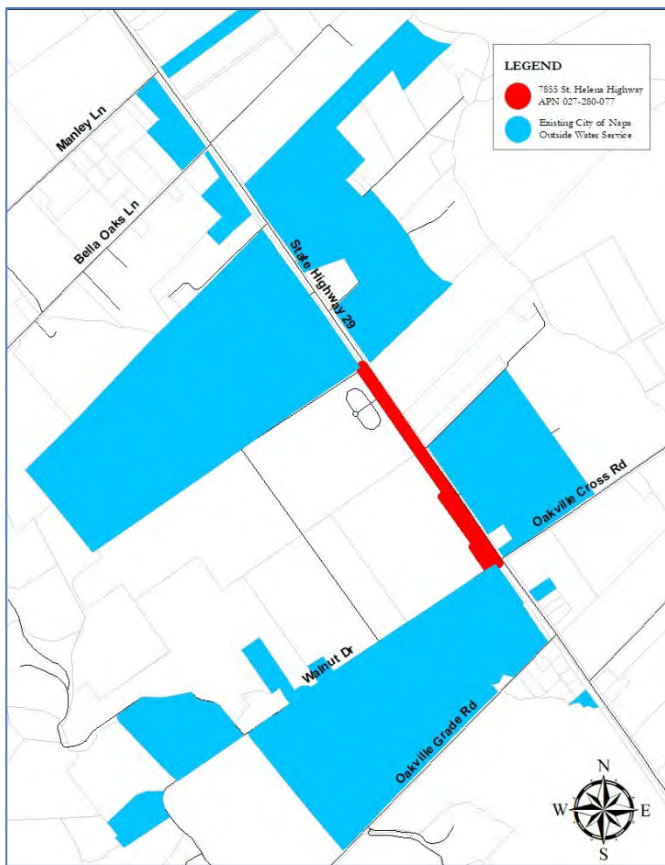 LEGEND
7855 St. Helena Highway
APN 027-280-077
Existing City of Napa
Outside Water Service
Manley Ln
Bella Oaks Ln
State Highway 29
Oakville Cross Rd
Walnut Dr
Oakville Grade Rd
N
W E
S